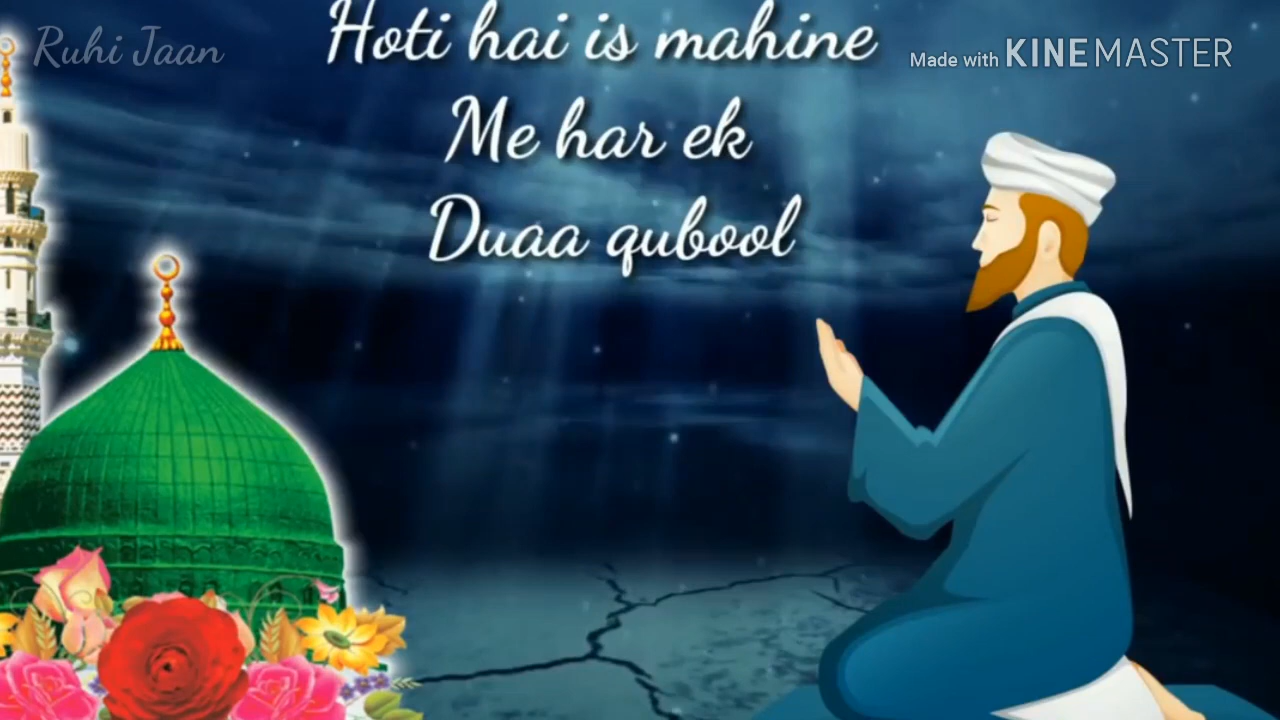 Ruhi Jaan
Made with KINEMASTER
Hoti hai is mahine
Me har ek
Duaa qubool